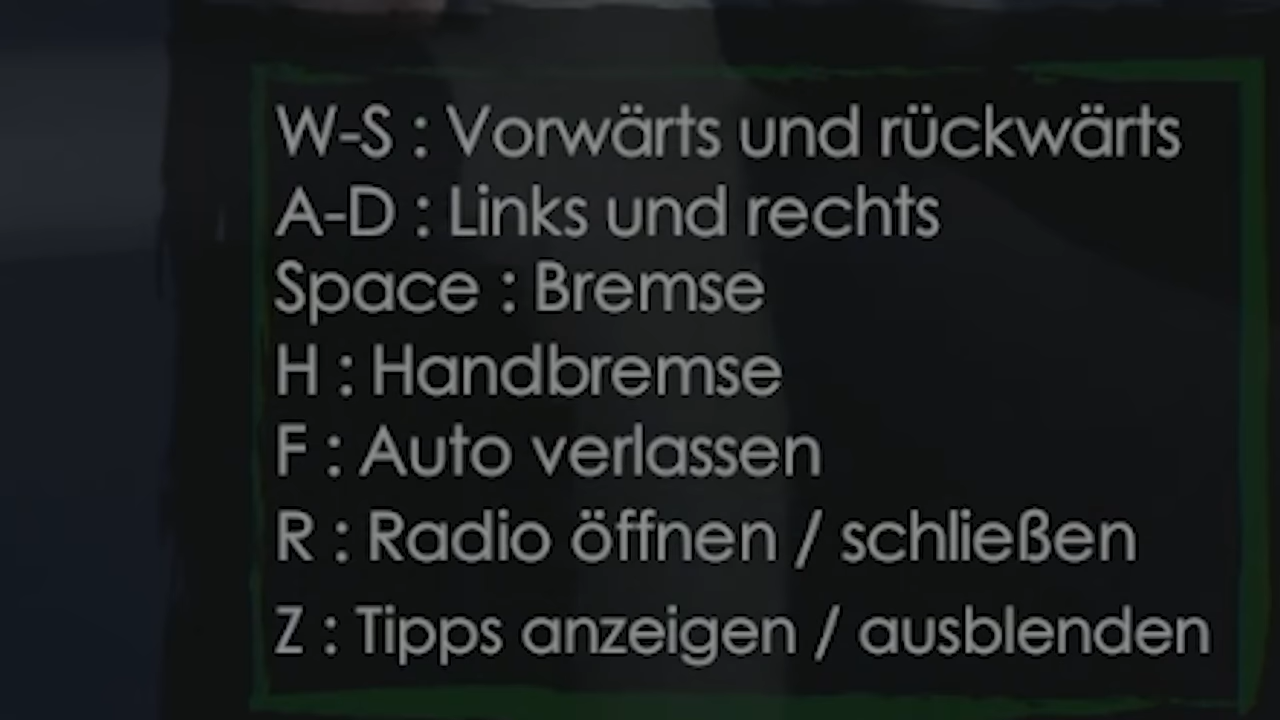 W-S : Vorwärts und rückwärts
A-D : Links und rechts
Space : Bremse
H : Handbremse
F : Auto verlassen
R : Radio öffnen / schließen
Z : Tipps anzeigen / ausblenden